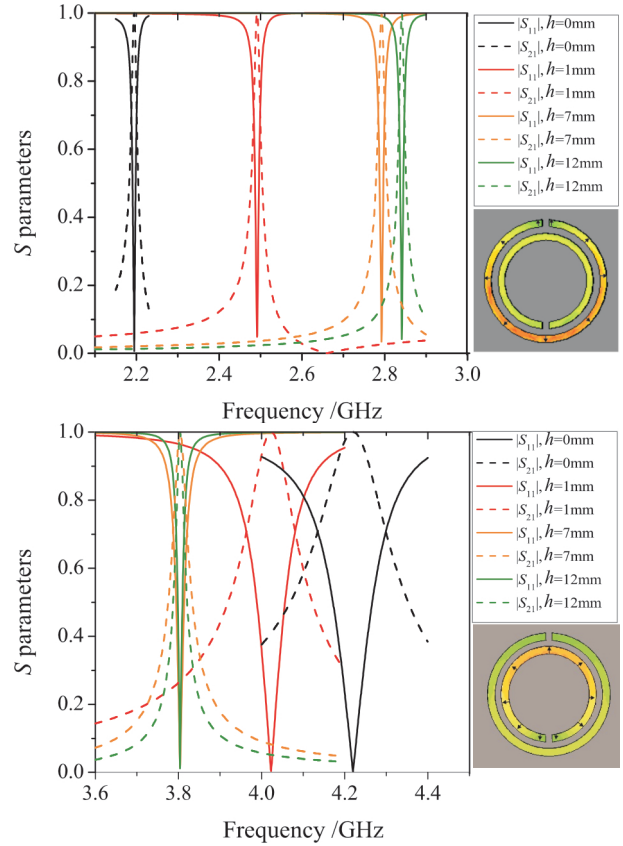 1.0
0.8
0.6
0.4
0.2
0.0
S parameters
2.2 2.4 2.6 2.8 3.0
Frequency /GHz
|S11|, h=0mm
|S21|, h=0mm
|S11|, h=1mm
|S21|, h=1mm
|S11|, h=7mm
|S21|, h=7mm
|S11|, h=12mm
|S21|, h=12mm
1.0
0.8
0.6
0.4
0.2
0.0
S parameters
3.6 3.8 4.0 4.2 4.4
Frequency /GHz
|S11|, h=0mm
|S21|, h=0mm
|S11|, h=1mm
|S21|, h=1mm
|S11|, h=7mm
|S21|, h=7mm
|S11|, h=12mm
|S21|, h=12mm